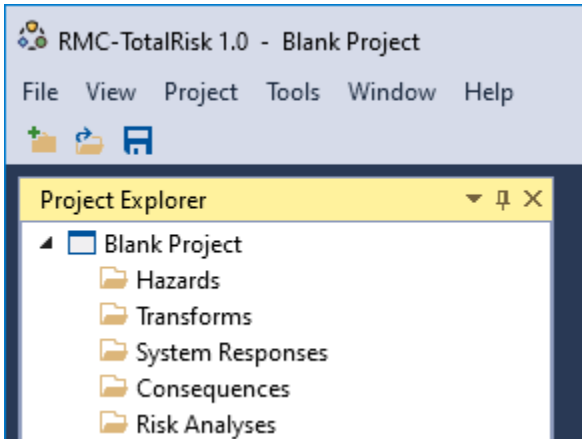 RMC-TotalRisk 1.0 - Blank Project
File View Project Tools Window Help
Project Explorer
Blank Project
Hazards
Transforms
System Responses
Consequences
Risk Analyses